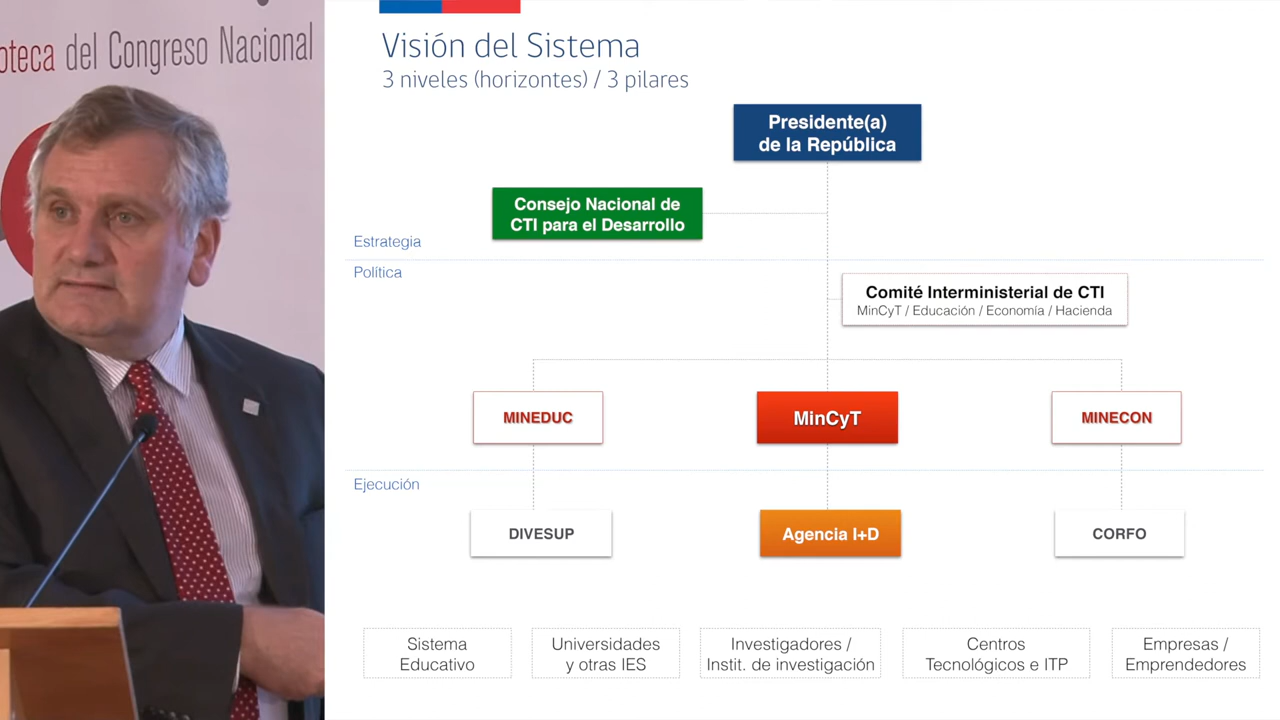 del Congreso Nacional
Visión del Sistema
3 niveles (horizontes) / 3 pilares
Presidente(a)
de la República
Consejo Nacional de
CTI para el Desarrollo
Estrategia
Política
Comité Interministerial de CTI
MinCyT / Educación / Economía / Hacienda
MINEDUC
MinCyT
MINECON
Ejecución
DIVESUP
Agencia I+D
CORFO
Sistema
Educativo
Universidades
y otras IES
Investigadores /
Instit. de investigación
Centros
Tecnológicos e ITP
Empresas /
Emprendedores